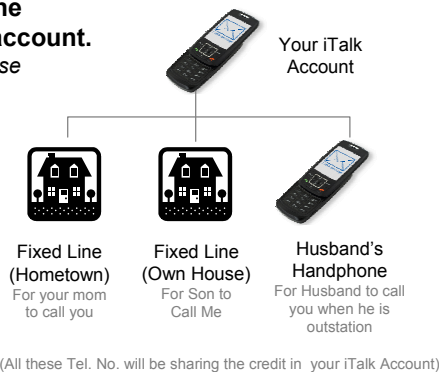 ne
account.
se
Your iTalk
Account
Fixed Line
(Hometown)
For your mom
to call you
Fixed Line
(Own House)
For Son to
Call Me
Husband's
Handphone
For Husband to call
you when he is
outstation
(All these Tel. No. will be sharing the credit in your iTalk Account)